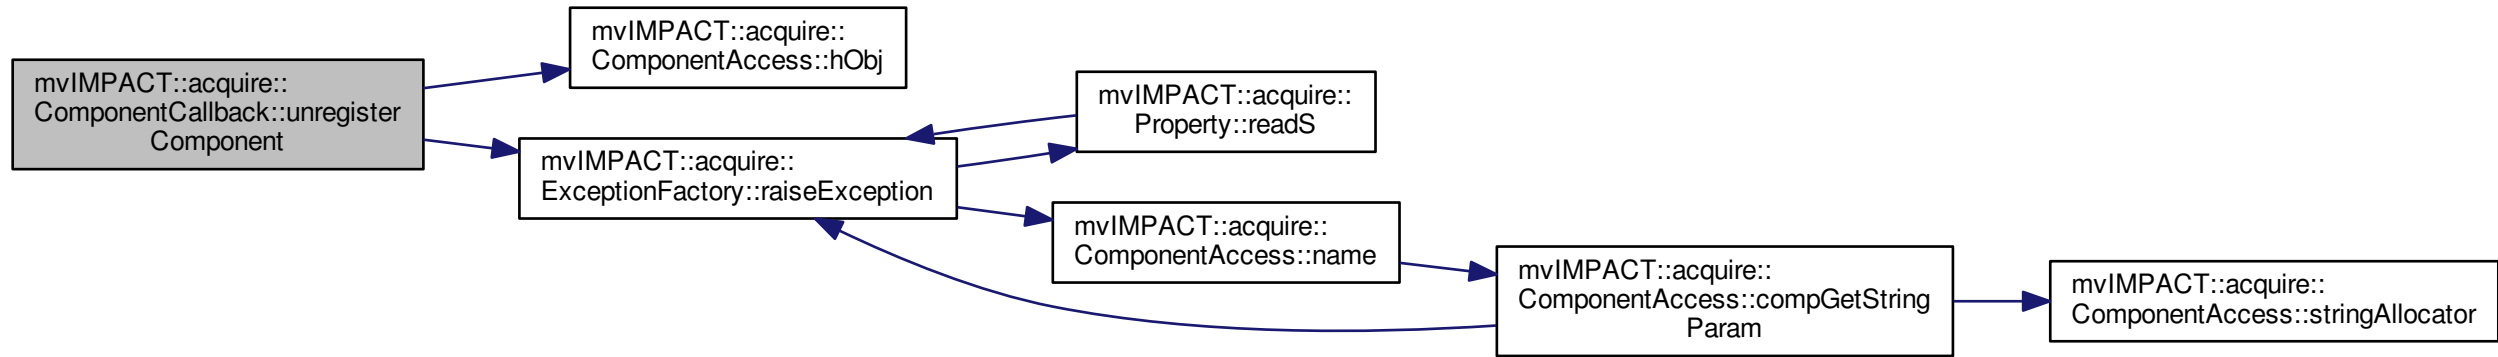 mvIMPACT::acquire::
ComponentCallback::unregister
Component
mvIMPACT::acquire::
ComponentAccess::hObj
mvIMPACT::acquire::
ExceptionFactory::raiseException
mvIMPACT::acquire::
Property::readS
mvIMPACT::acquire::
ComponentAccess::name
mvIMPACT::acquire::
ComponentAccess::compGetString
Param
mvIMPACT::acquire::
ComponentAccess::stringAllocator